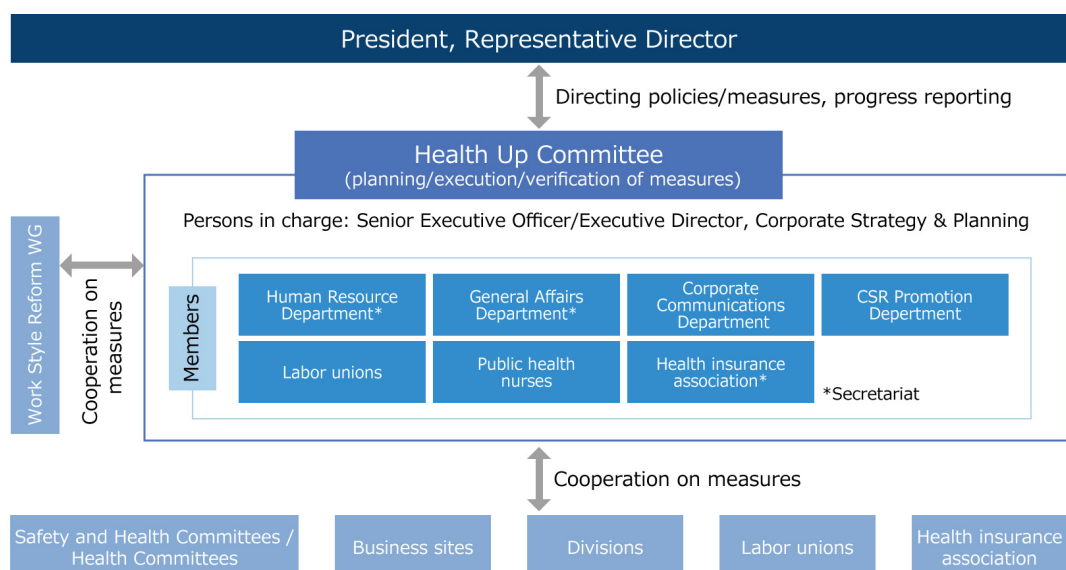 President, Representative Director
Directing policies/measures, progress reporting
Health Up Committee
(planning/execution/verification of measures)
Persons in charge: Senior Executive Officer/Executive Director, Corporate Strategy & Planning
Work Style Reform WG
Cooperation on
measures
Members
Human Resource
Department*
General Affairs
Department*
Corporate
Communications
Department
CSR Promotion
Depertment
Labor unions
Public health
nurses
Health insurance
association*
*Secretariat
Cooperation on measures
Safety and Health Committees /
Health Committees
Business sites
Divisions
Labor unions
Health insurance
association